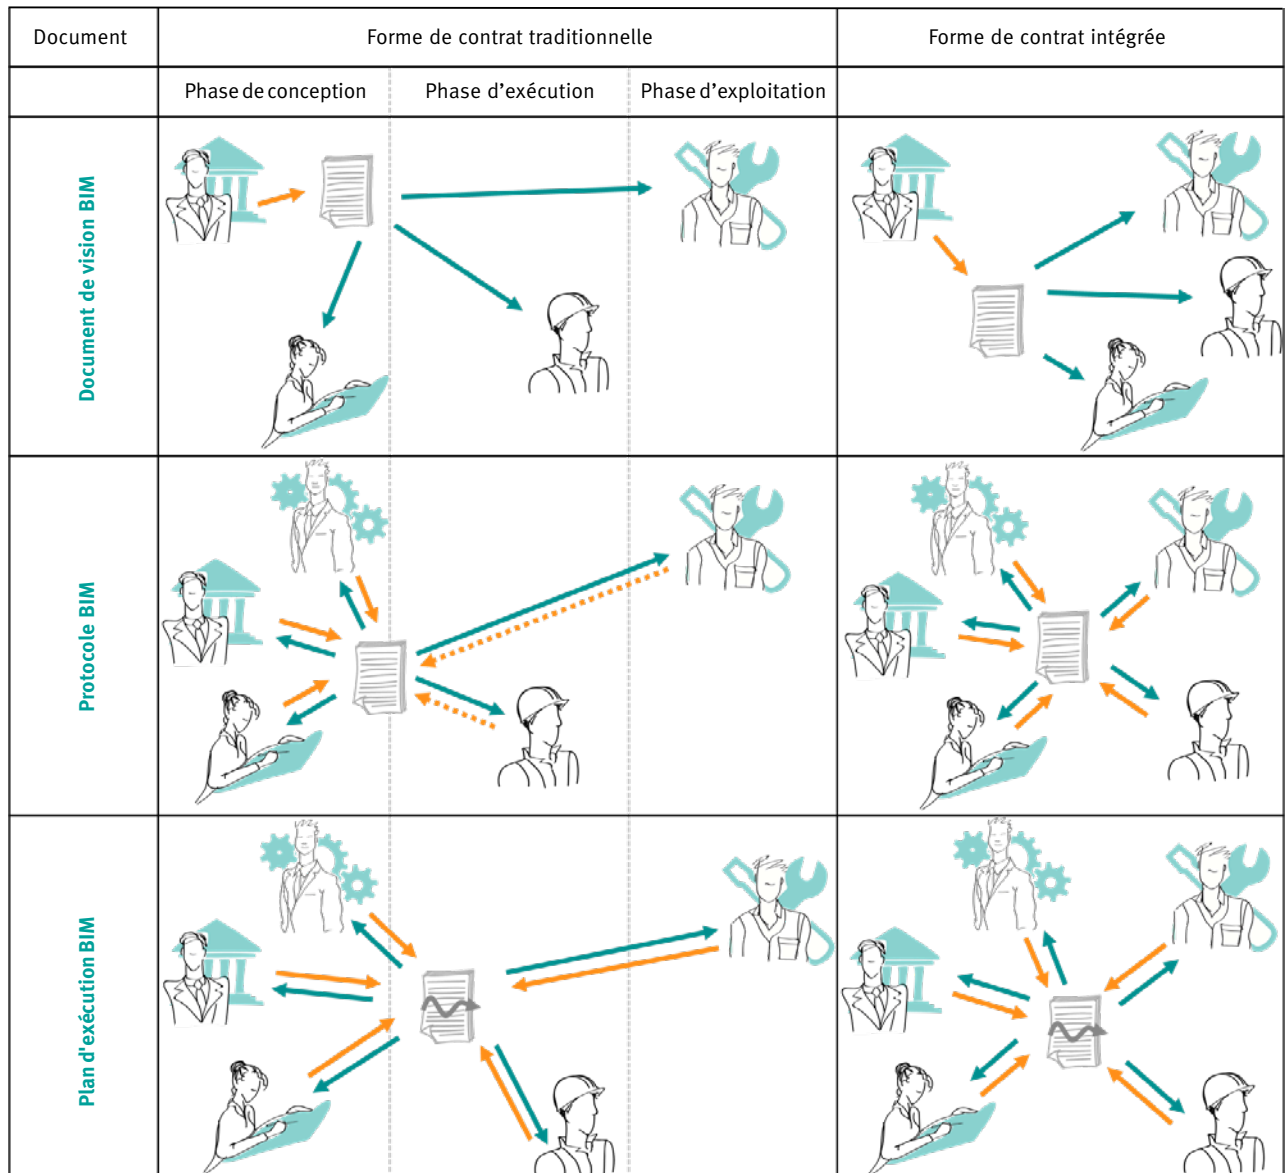 Document
Forme de contrat traditionnelle
Forme de contrat intégrée
Phase de conception
Phase d'exécution
Phase d'exploitation
Document de vision BIM
Protocole BIM
Plan d'exécution BIM